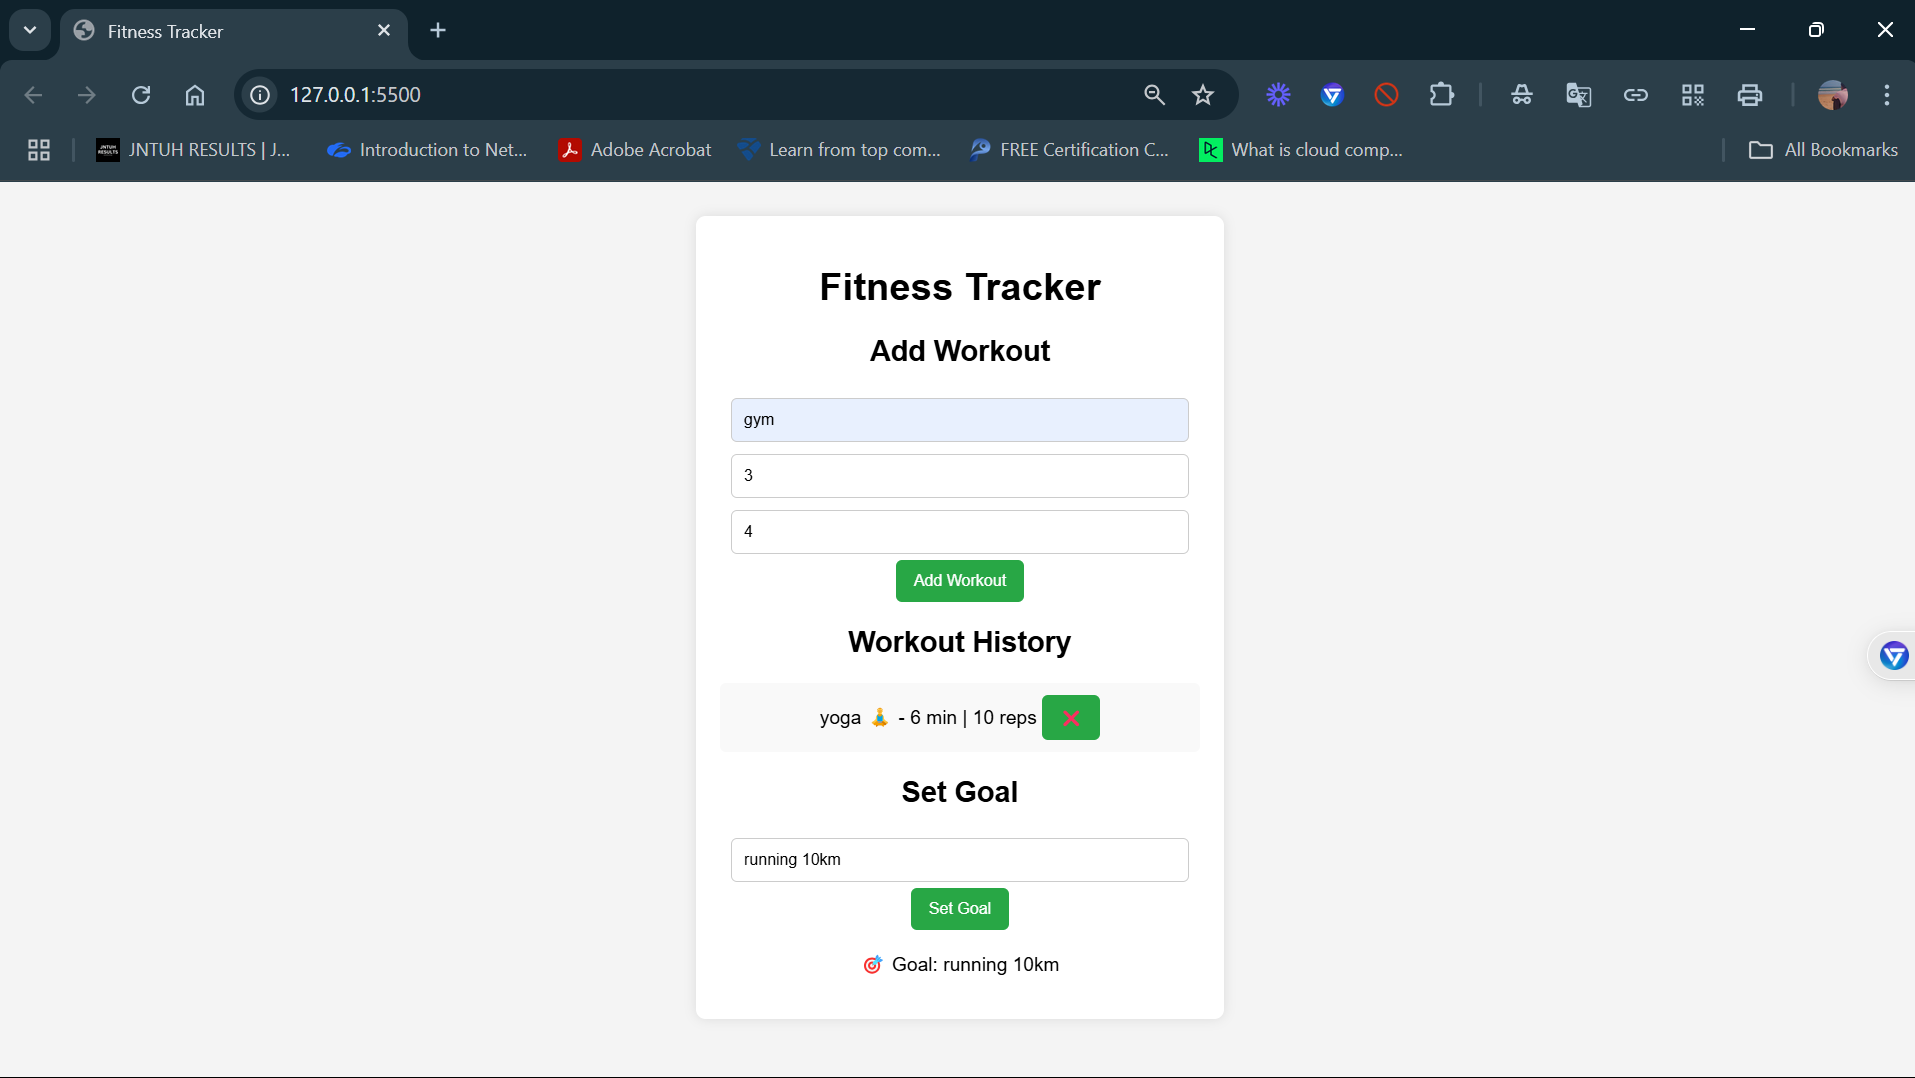 Fitness Tracker
127.0.0.1:5500
JNTUH RESULTS | J... Introduction to Net... Adobe Acrobat Learn from top com... FREE Certification C... What is cloud comp... All Bookmarks
Fitness Tracker
Add Workout
gym
3
4
Add Workout
Workout History
yoga 🧘 - 6 min | 10 reps ❌
Set Goal
running 10km
Set Goal
🎯 Goal: running 10km